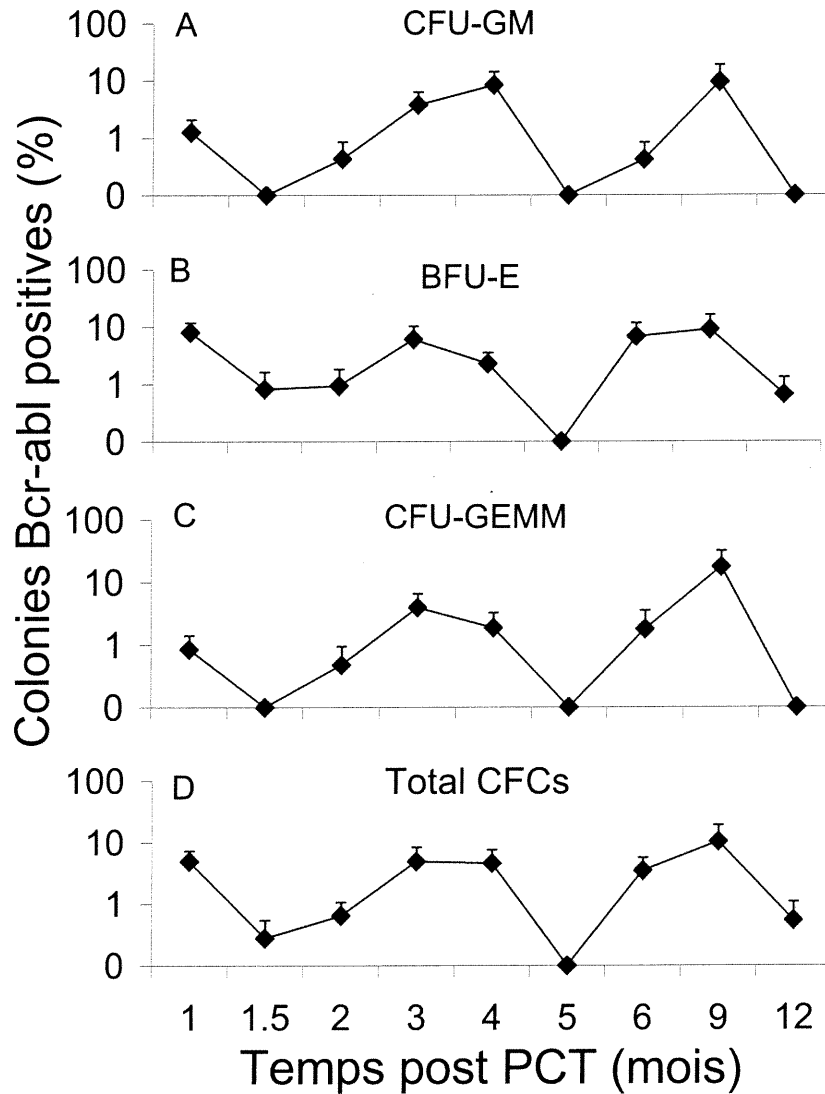 Colonies Bcr-abl positives (%)
A
CFU-GM
100
10
1
0
B
BFU-E
100
10
1
0
C
CFU-GEMM
100
10
1
0
D
Total CFCs
100
10
1
0
1 1.5 2 3 4 5 6 9 12
Temps post PCT (mois)